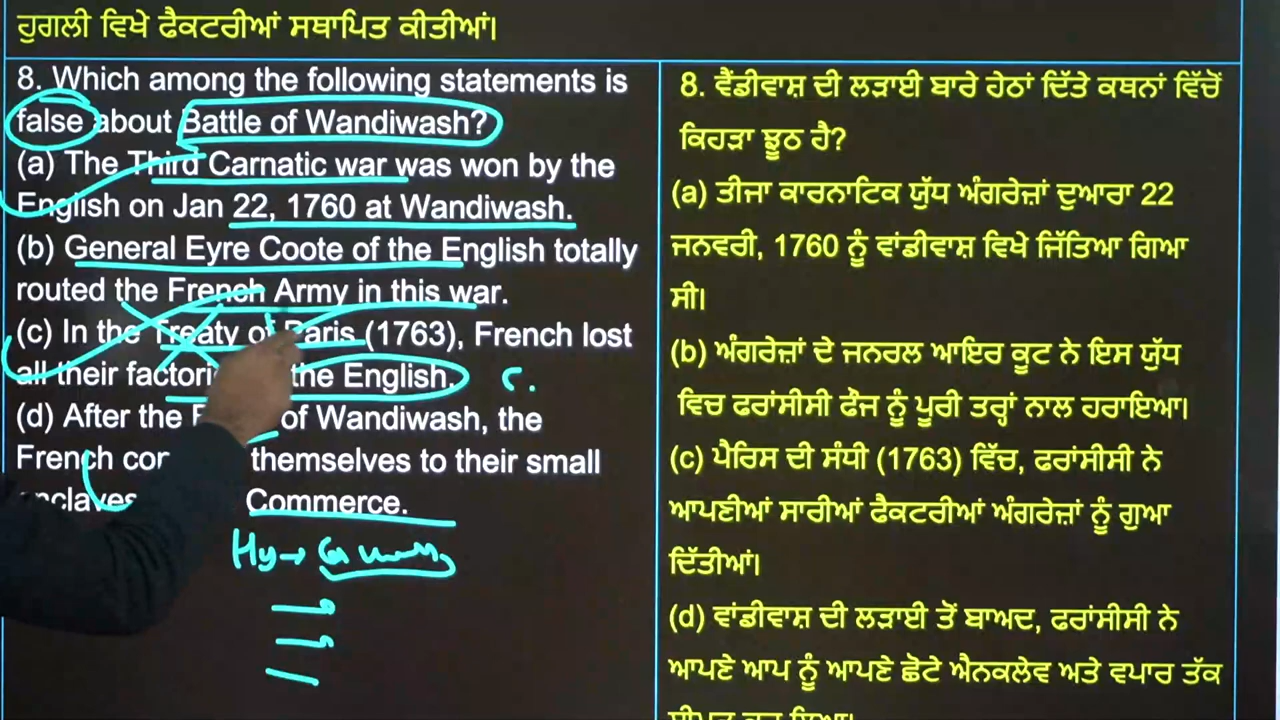 ਹੁਗਲੀ ਵਿਖੇ ਫੈਕਟਰੀਆਂ ਸਥਾਪਿਤ ਕੀਤੀਆਂ।
8. Which among the following statements is
false about Battle of Wandiwash?
(a) The Third Carnatic war was won by the
English on Jan 22, 1760 at Wandiwash.
(b) General Eyre Coote of the English totally
routed the French Army in this war.
(c) In the Treaty of Paris (1763), French lost
all their the English. c.
(d) After the of Wandiwash, the
French themselves to their small
Commerce.
8. ਵੈਂਡੀਵਾਸ਼ ਦੀ ਲੜਾਈ ਬਾਰੇ ਹੇਠਾਂ ਦਿੱਤੇ ਕਥਨਾਂ ਵਿੱਚੋਂ
ਕਿਹੜਾ ਝੂਠ ਹੈ?
(a) ਤੀਜਾ ਕਾਰਨਾਟਿਕ ਯੁੱਧ ਅੰਗਰੇਜ਼ਾਂ ਦੁਆਰਾ 22
ਜਨਵਰੀ, 1760 ਨੂੰ ਵਾਂਡੀਵਾਸ਼ ਵਿਖੇ ਜਿੱਤਿਆ ਗਿਆ
ਸੀ।
(b) ਅੰਗਰੇਜ਼ਾਂ ਦੇ ਜਨਰਲ ਆਇਰ ਕੂਟ ਨੇ ਇਸ ਯੁੱਧ
ਵਿਚ ਫਰਾਂਸੀਸੀ ਫੌਜ ਨੂੰ ਪੂਰੀ ਤਰ੍ਹਾਂ ਨਾਲ ਹਰਾਇਆ।
(c) ਪੈਰਿਸ ਦੀ ਸੰਧੀ (1763) ਵਿੱਚ, ਫਰਾਂਸੀਸੀ ਨੇ
ਆਪਣੀਆਂ ਸਾਰੀਆਂ ਫੈਕਟਰੀਆਂ ਅੰਗਰੇਜ਼ਾਂ ਨੂੰ ਗੁਆ
ਦਿੱਤੀਆਂ।
(d) ਵਾਂਡੀਵਾਸ਼ ਦੀ ਲੜਾਈ ਤੋਂ ਬਾਅਦ, ਫਰਾਂਸੀਸੀ ਨੇ
ਆਪਣੇ ਆਪ ਨੂੰ ਆਪਣੇ ਛੋਟੇ ਐਨਕਲੇਵ ਅਤੇ ਵਪਾਰ ਤੱਕ